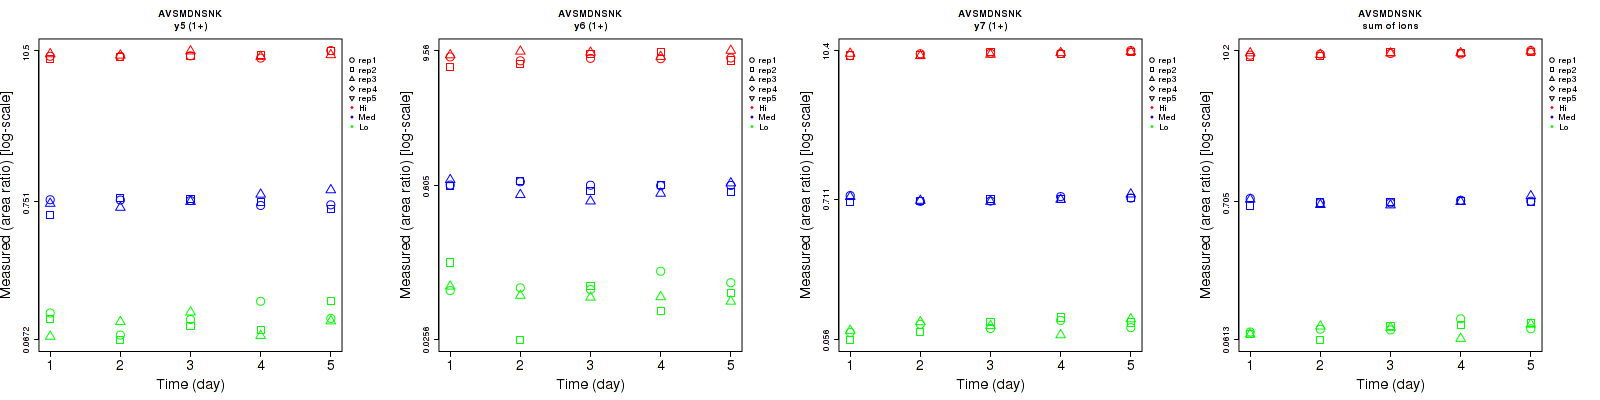 AVSMDNSNK
y5 (1+)
Measured (area ratio) [log-scale]
10.5
0.751
0.0672
1 2 3 4 5
Time (day)
rep1
rep2
rep3
rep4
rep5
Hi
Med
Lo
AVSMDNSNK
y6 (1+)
Measured (area ratio) [log-scale]
9.56
0.605
0.0256
1 2 3 4 5
Time (day)
rep1
rep2
rep3
rep4
rep5
Hi
Med
Lo
AVSMDNSNK
y7 (1+)
Measured (area ratio) [log-scale]
10.4
0.711
0.056
1 2 3 4 5
Time (day)
rep1
rep2
rep3
rep4
rep5
Hi
Med
Lo
AVSMDNSNK
sum of ions
Measured (area ratio) [log-scale]
10.2
0.705
0.0613
1 2 3 4 5
Time (day)
rep1
rep2
rep3
rep4
rep5
Hi
Med
Lo